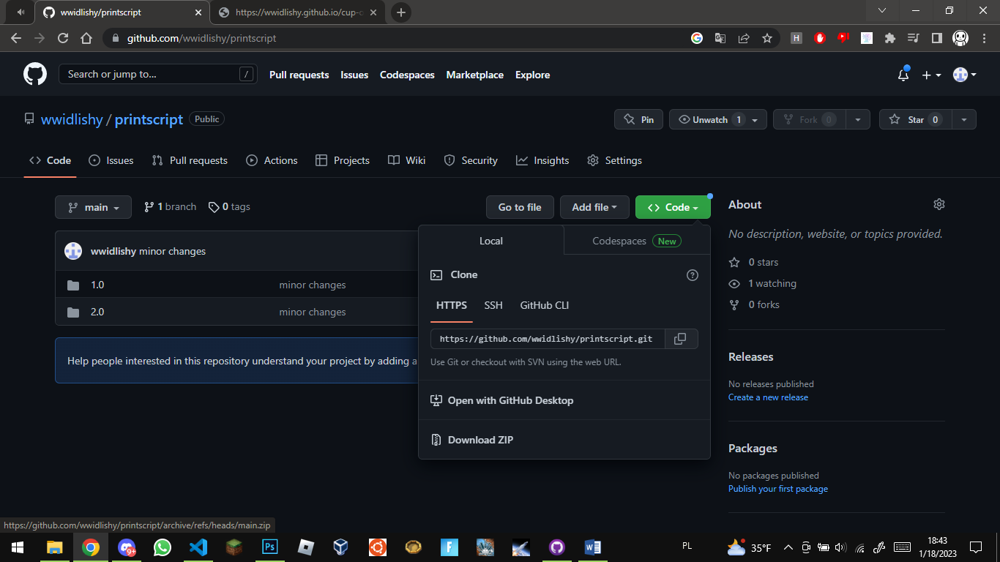 wwidlishy/printscript
https://wwidlishy.github.io/cup-c
github.com/wwidlishy/printscript
Search or jump to... /
Pull requests Issues Codespaces Marketplace Explore
wwidlishy / printscript Public
Pin Unwatch 1 Fork 0 Star 0
Code Issues Pull requests Actions Projects Wiki Security Insights Settings
main 1 branch 0 tags
Go to file Add file Code
wwidlishy minor changes
1.0 minor changes
2.0 minor changes
Help people interested in this repository understand your project by adding a
Local Codespaces New
Clone
HTTPS SSH GitHub CLI
https://github.com/wwidlishy/printscript.git
Use Git or checkout with SVN using the web URL.
Open with GitHub Desktop
Download ZIP
About
No description, website, or topics provided.
0 stars
1 watching
0 forks
Releases
No releases published
Create a new release
Packages
No packages published
Publish your first package
https://github.com/wwidlishy/printscript/archive/refs/heads/main.zip
9+
Ps
PL
35°F
18:43
1/18/2023